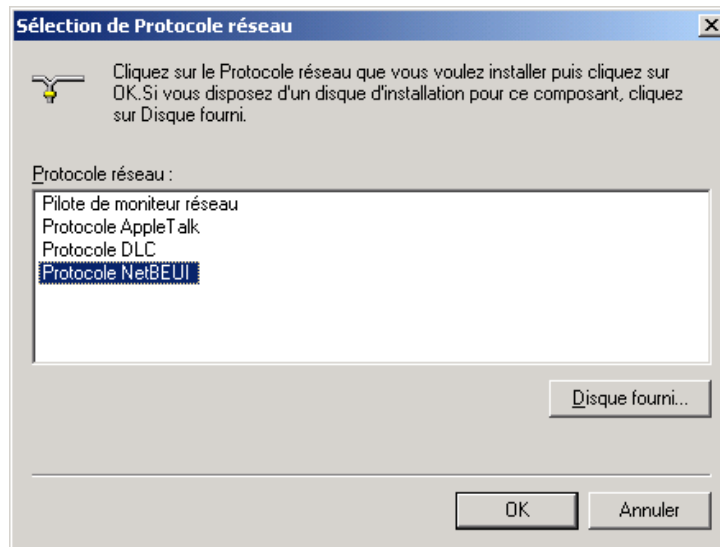 Sélection de Protocole réseau
Cliquez sur le Protocole réseau que vous voulez installer puis cliquez sur
OK.Si vous disposez d'un disque d'installation pour ce composant, cliquez
sur Disque fourni.
Protocole réseau :
Pilote de moniteur réseau
Protocole AppleTalk
Protocole DLC
Protocole NetBEUI
Disque fourni...
OK
Annuler